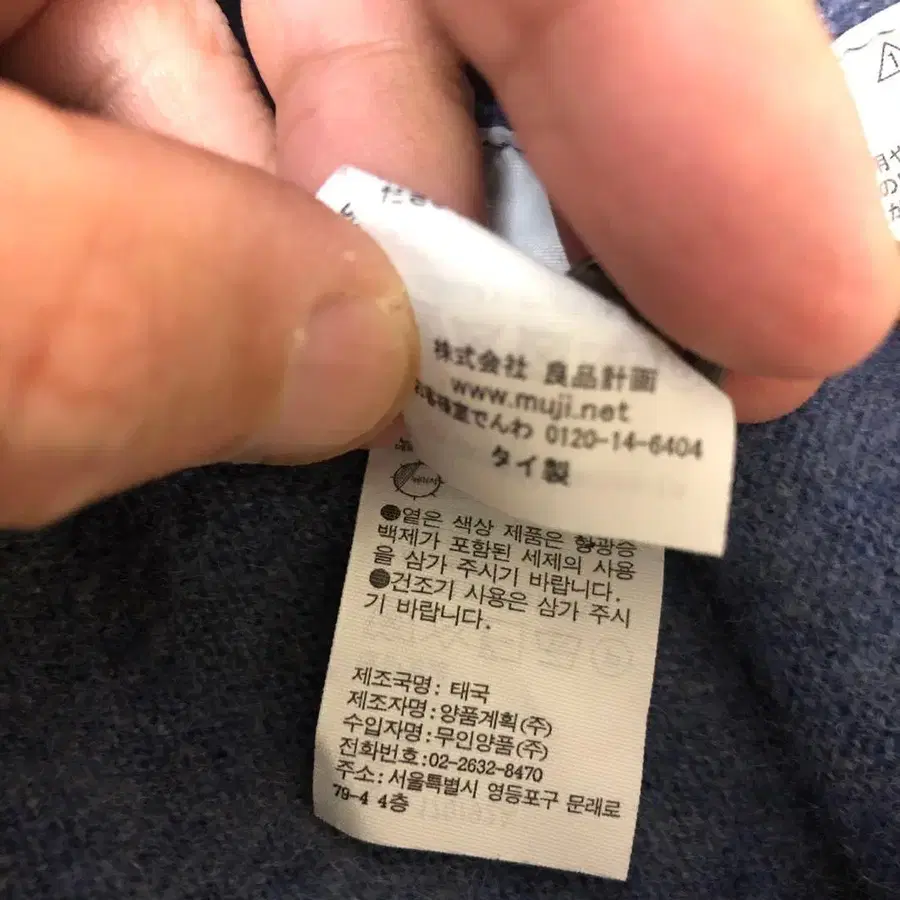 株式会社 良品計画
www.muji.net
お客様室でんわ 0120-14-6404
タイ製
●옅은 색상 제품은 형광증
백제가 포함된 세제의 사용
을 삼가 주시기 바랍니다.
●건조기 사용은 삼가 주시
기 바랍니다.
제조국명: 태국
제조자명:양품계획(주)
수입자명:무인양품(주)
전화번호:02-2632-8470
주소:서울특별시 영등포구 문래로
79-4 4층